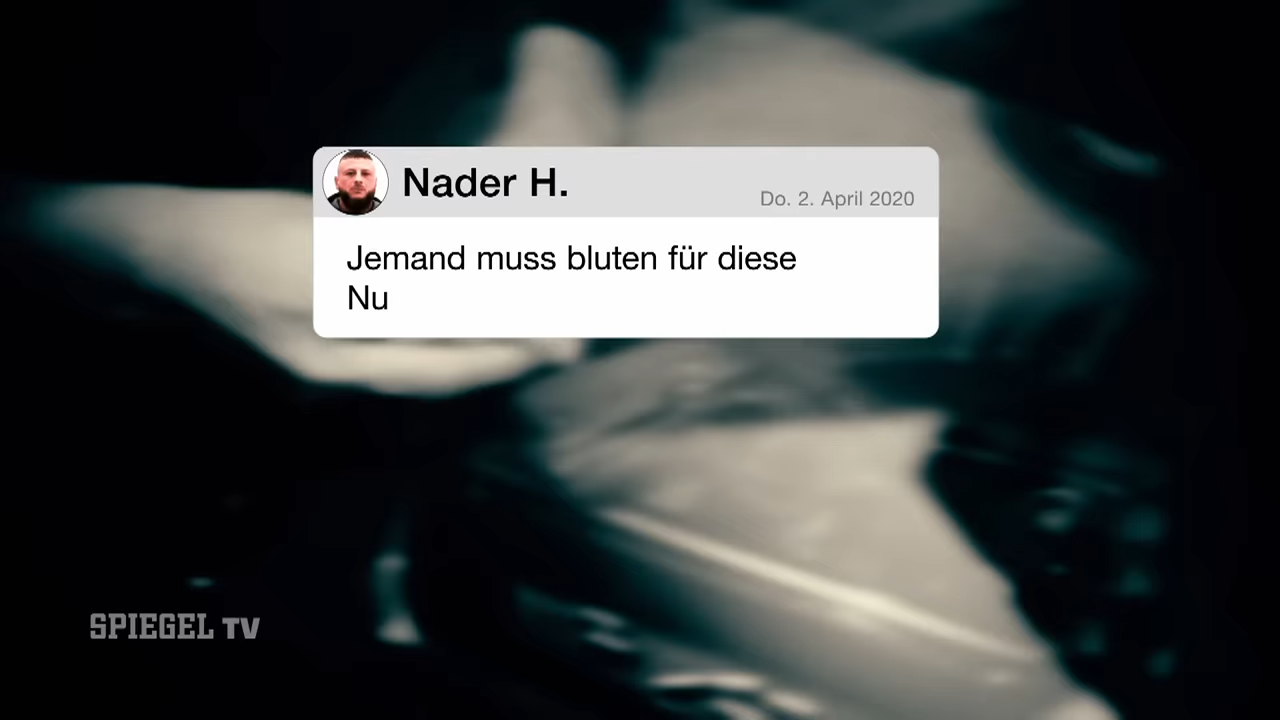 Nader H.
Do. 2. April 2020
Jemand muss bluten für diese
Nu
SPIEGEL TV